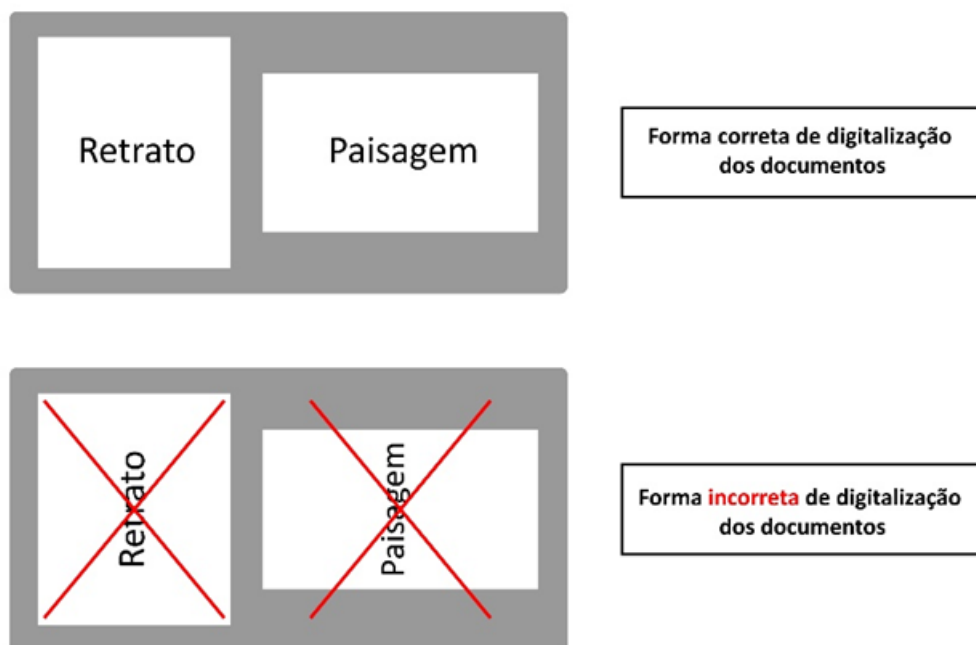 Retrato
Paisagem
Forma correta de digitalização
dos documentos
Retrato
Paisagem
Forma incorreta de digitalização
dos documentos